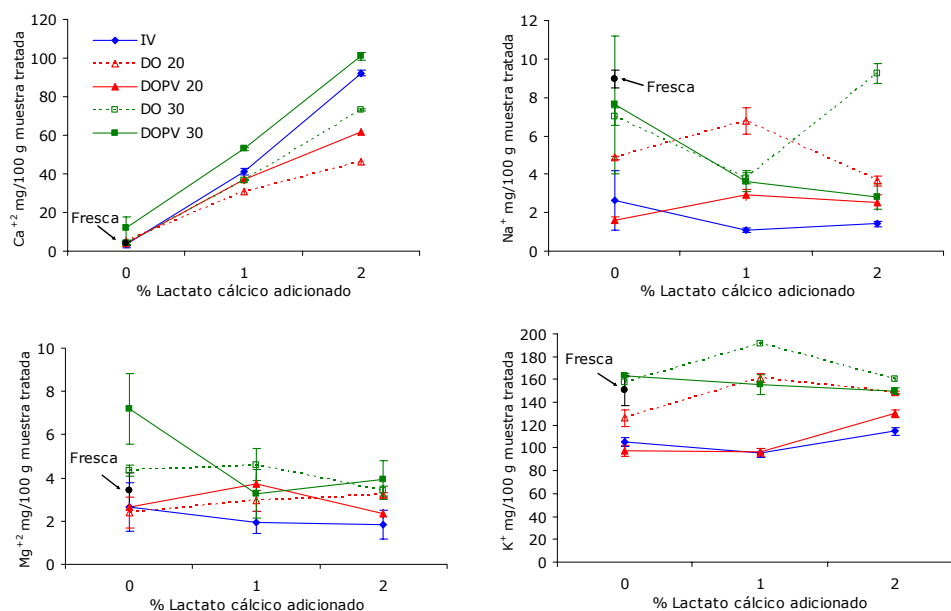 120
100
80
60
40
20
0
Ca⁺² mg/100 g muestra tratada
IV
DO 20
DOPV 20
DO 30
DOPV 30
Fresca
0 1 2
% Lactato cálcico adicionado
12
10
8
6
4
2
0
Na⁺ mg/100 g muestra tratada
Fresca
0 1 2
% Lactato cálcico adicionado
10
8
6
4
2
0
Mg⁺² mg/100 g muestra tratada
Fresca
0 1 2
% Lactato cálcico adicionado
200
180
160
140
120
100
80
60
40
20
0
K⁺ mg/100 g muestra tratada
Fresca
0 1 2
% Lactato cálcico adicionado